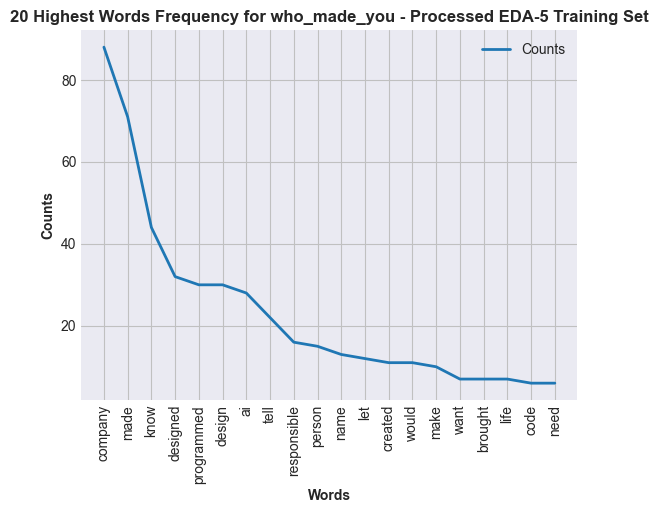 20 Highest Words Frequency for who_made_you - Processed EDA-5 Training Set
Counts
80
60
40
20
Counts
company
made
know
designed
programmed
design
ai
tell
responsible
person
name
let
created
would
make
want
brought
life
code
need
Words